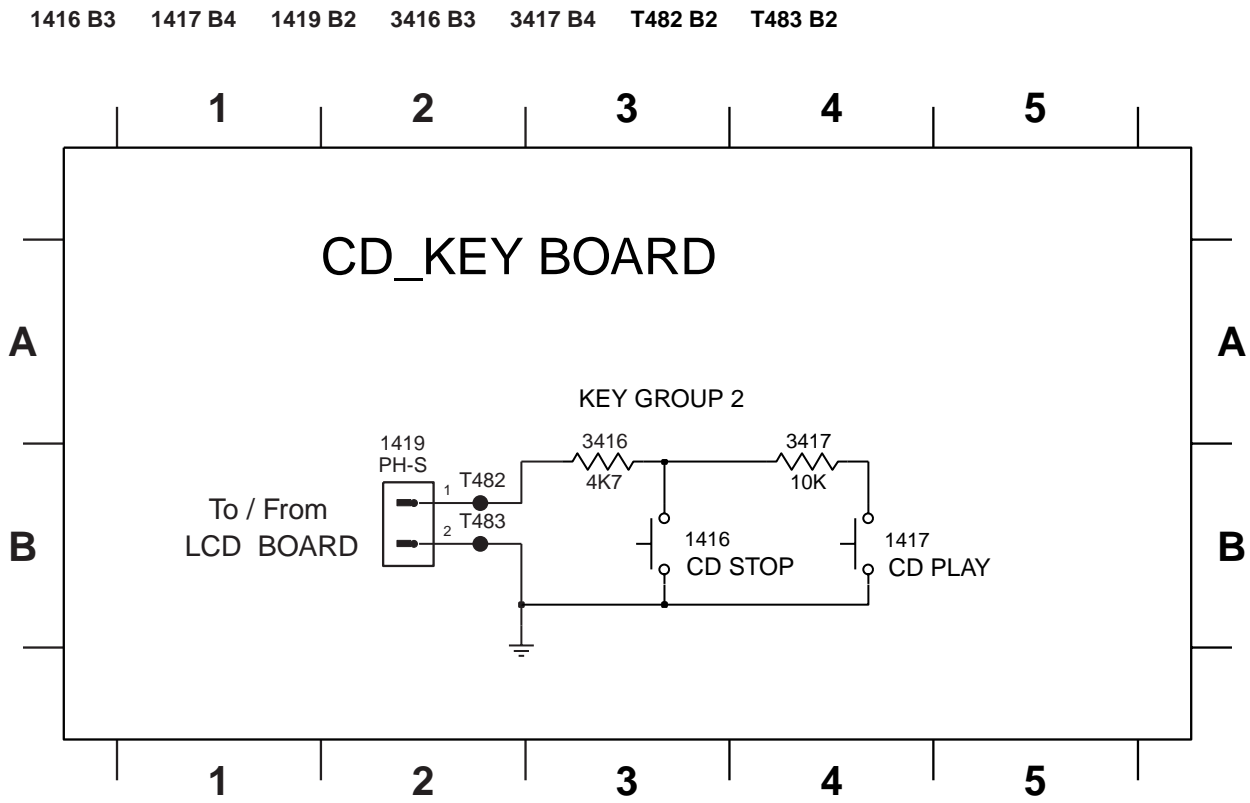 1416 B3 1417 B4 1419 B2 3416 B3 3417 B4 T482 B2 T483 B2
1 2 3 4 5
CD_KEY BOARD
A A
KEY GROUP 2
1419
PH-S
3416
3417
4K7
10K
1 T482
2 T483
To / From
LCD BOARD
B B
1416
CD STOP
1417
CD PLAY
1 2 3 4 5